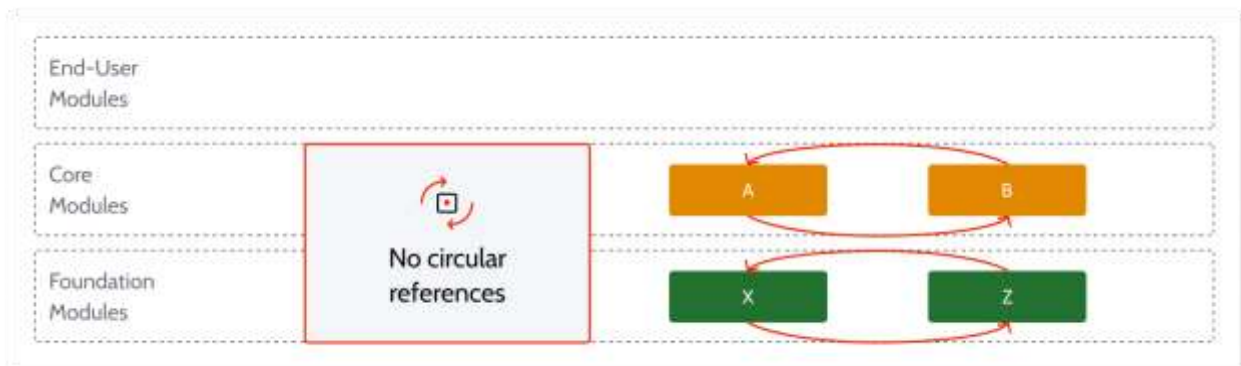 End-User
Modules
Core
Modules
No circular
references
A
B
Foundation
Modules
X
Z